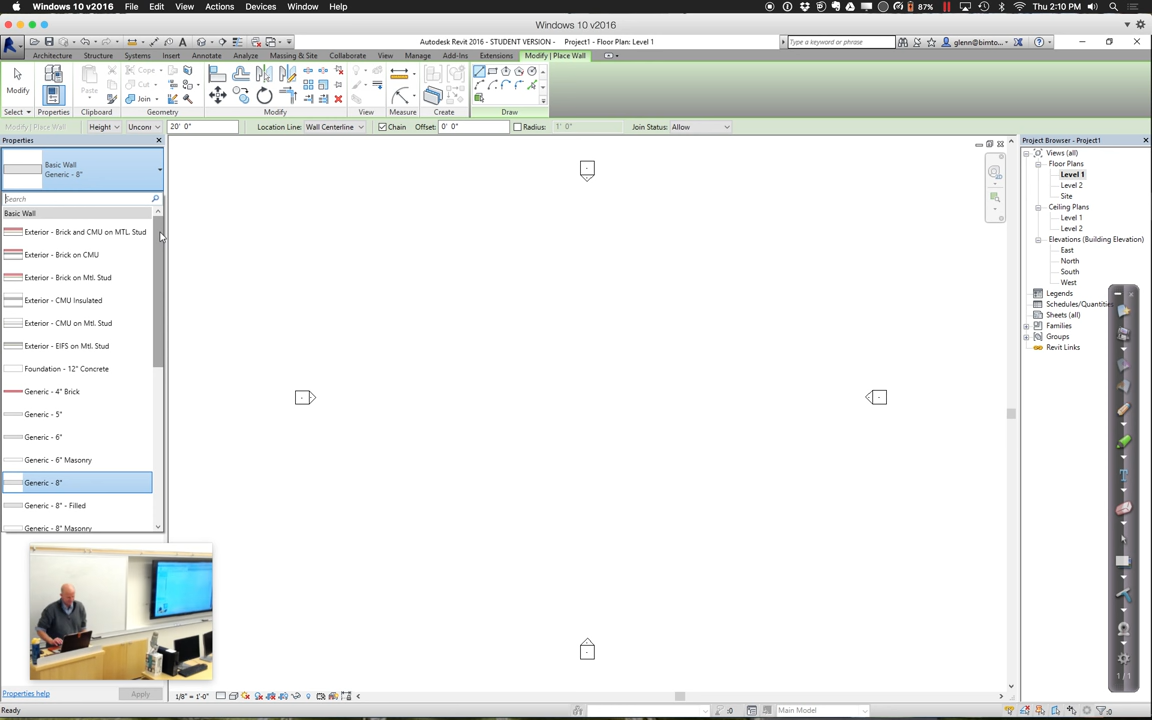 Windows 10 v2016 File Edit View Actions Devices Window Help 87% Thu 2:10 PM
Windows 10 v2016
Autodesk Revit 2016 - STUDENT VERSION - Project1 - Floor Plan: Level 1 Type a keyword or phrase glenn@bimto...
Architecture Structure Systems Insert Annotate Analyze Massing & Site Collaborate View Manage Add-Ins Extensions Modify | Place Wall
Modify Paste Cope Cut Join
Select Properties Clipboard Geometry Modify View Measure Create Draw
Modify | Place Wall Height Uncon 20' 0" Location Line: Wall Centerline Chain Offset: 0' 0" Radius: 1' 0" Join Status: Allow
Properties
Basic Wall
Generic - 8"
Search
Basic Wall
Exterior - Brick and CMU on MTL. Stud
Exterior - Brick on CMU
Exterior - Brick on Mtl. Stud
Exterior - CMU Insulated
Exterior - CMU on Mtl. Stud
Exterior - EIFS on Mtl. Stud
Foundation - 12" Concrete
Generic - 4" Brick
Generic - 5"
Generic - 6"
Generic - 6" Masonry
Generic - 8"
Generic - 8" - Filled
Generic - 8" Masonry
Properties help Apply
Project Browser - Project1
Views (all)
Floor Plans
Level 1
Level 2
Site
Ceiling Plans
Level 1
Level 2
Elevations (Building Elevation)
East
North
South
West
Legends
Schedules/Quantities
Sheets (all)
Families
Groups
Revit Links
1 / 1
1/8" = 1'-0"
Ready :0 Main Model :0